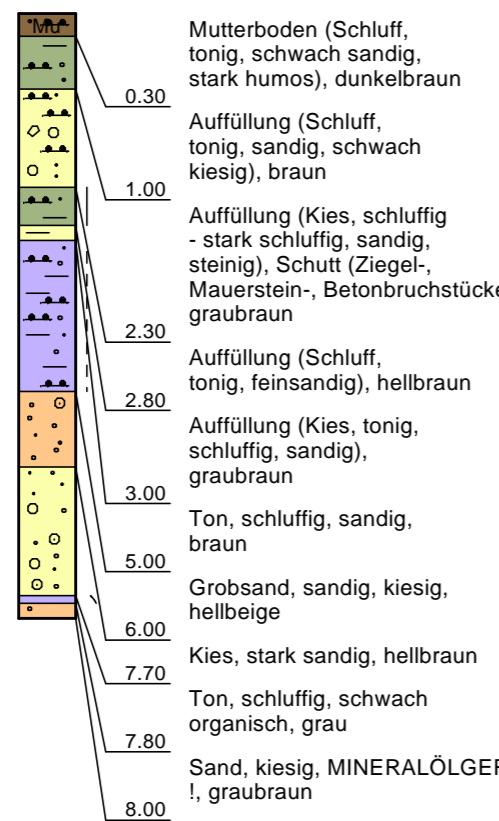 Mu
Mutterboden (Schluff,
tonig, schwach sandig,
stark humos), dunkelbraun
0.30
Auffüllung (Schluff,
tonig, sandig, schwach
kiesig), braun
1.00
Auffüllung (Kies, schluffig
- stark schluffig, sandig,
steinig), Schutt (Ziegel-,
Mauerstein-, Betonbruchstücke
graubraun
2.30
Auffüllung (Schluff,
tonig, feinsandig), hellbraun
2.80
Auffüllung (Kies, tonig,
schluffig, sandig),
graubraun
3.00
Ton, schluffig, sandig,
braun
5.00
Grobsand, sandig, kiesig,
hellbeige
6.00
Kies, stark sandig, hellbraun
7.70
Ton, schluffig, schwach
organisch, grau
7.80
Sand, kiesig, MINERALÖLGER
!, graubraun
8.00